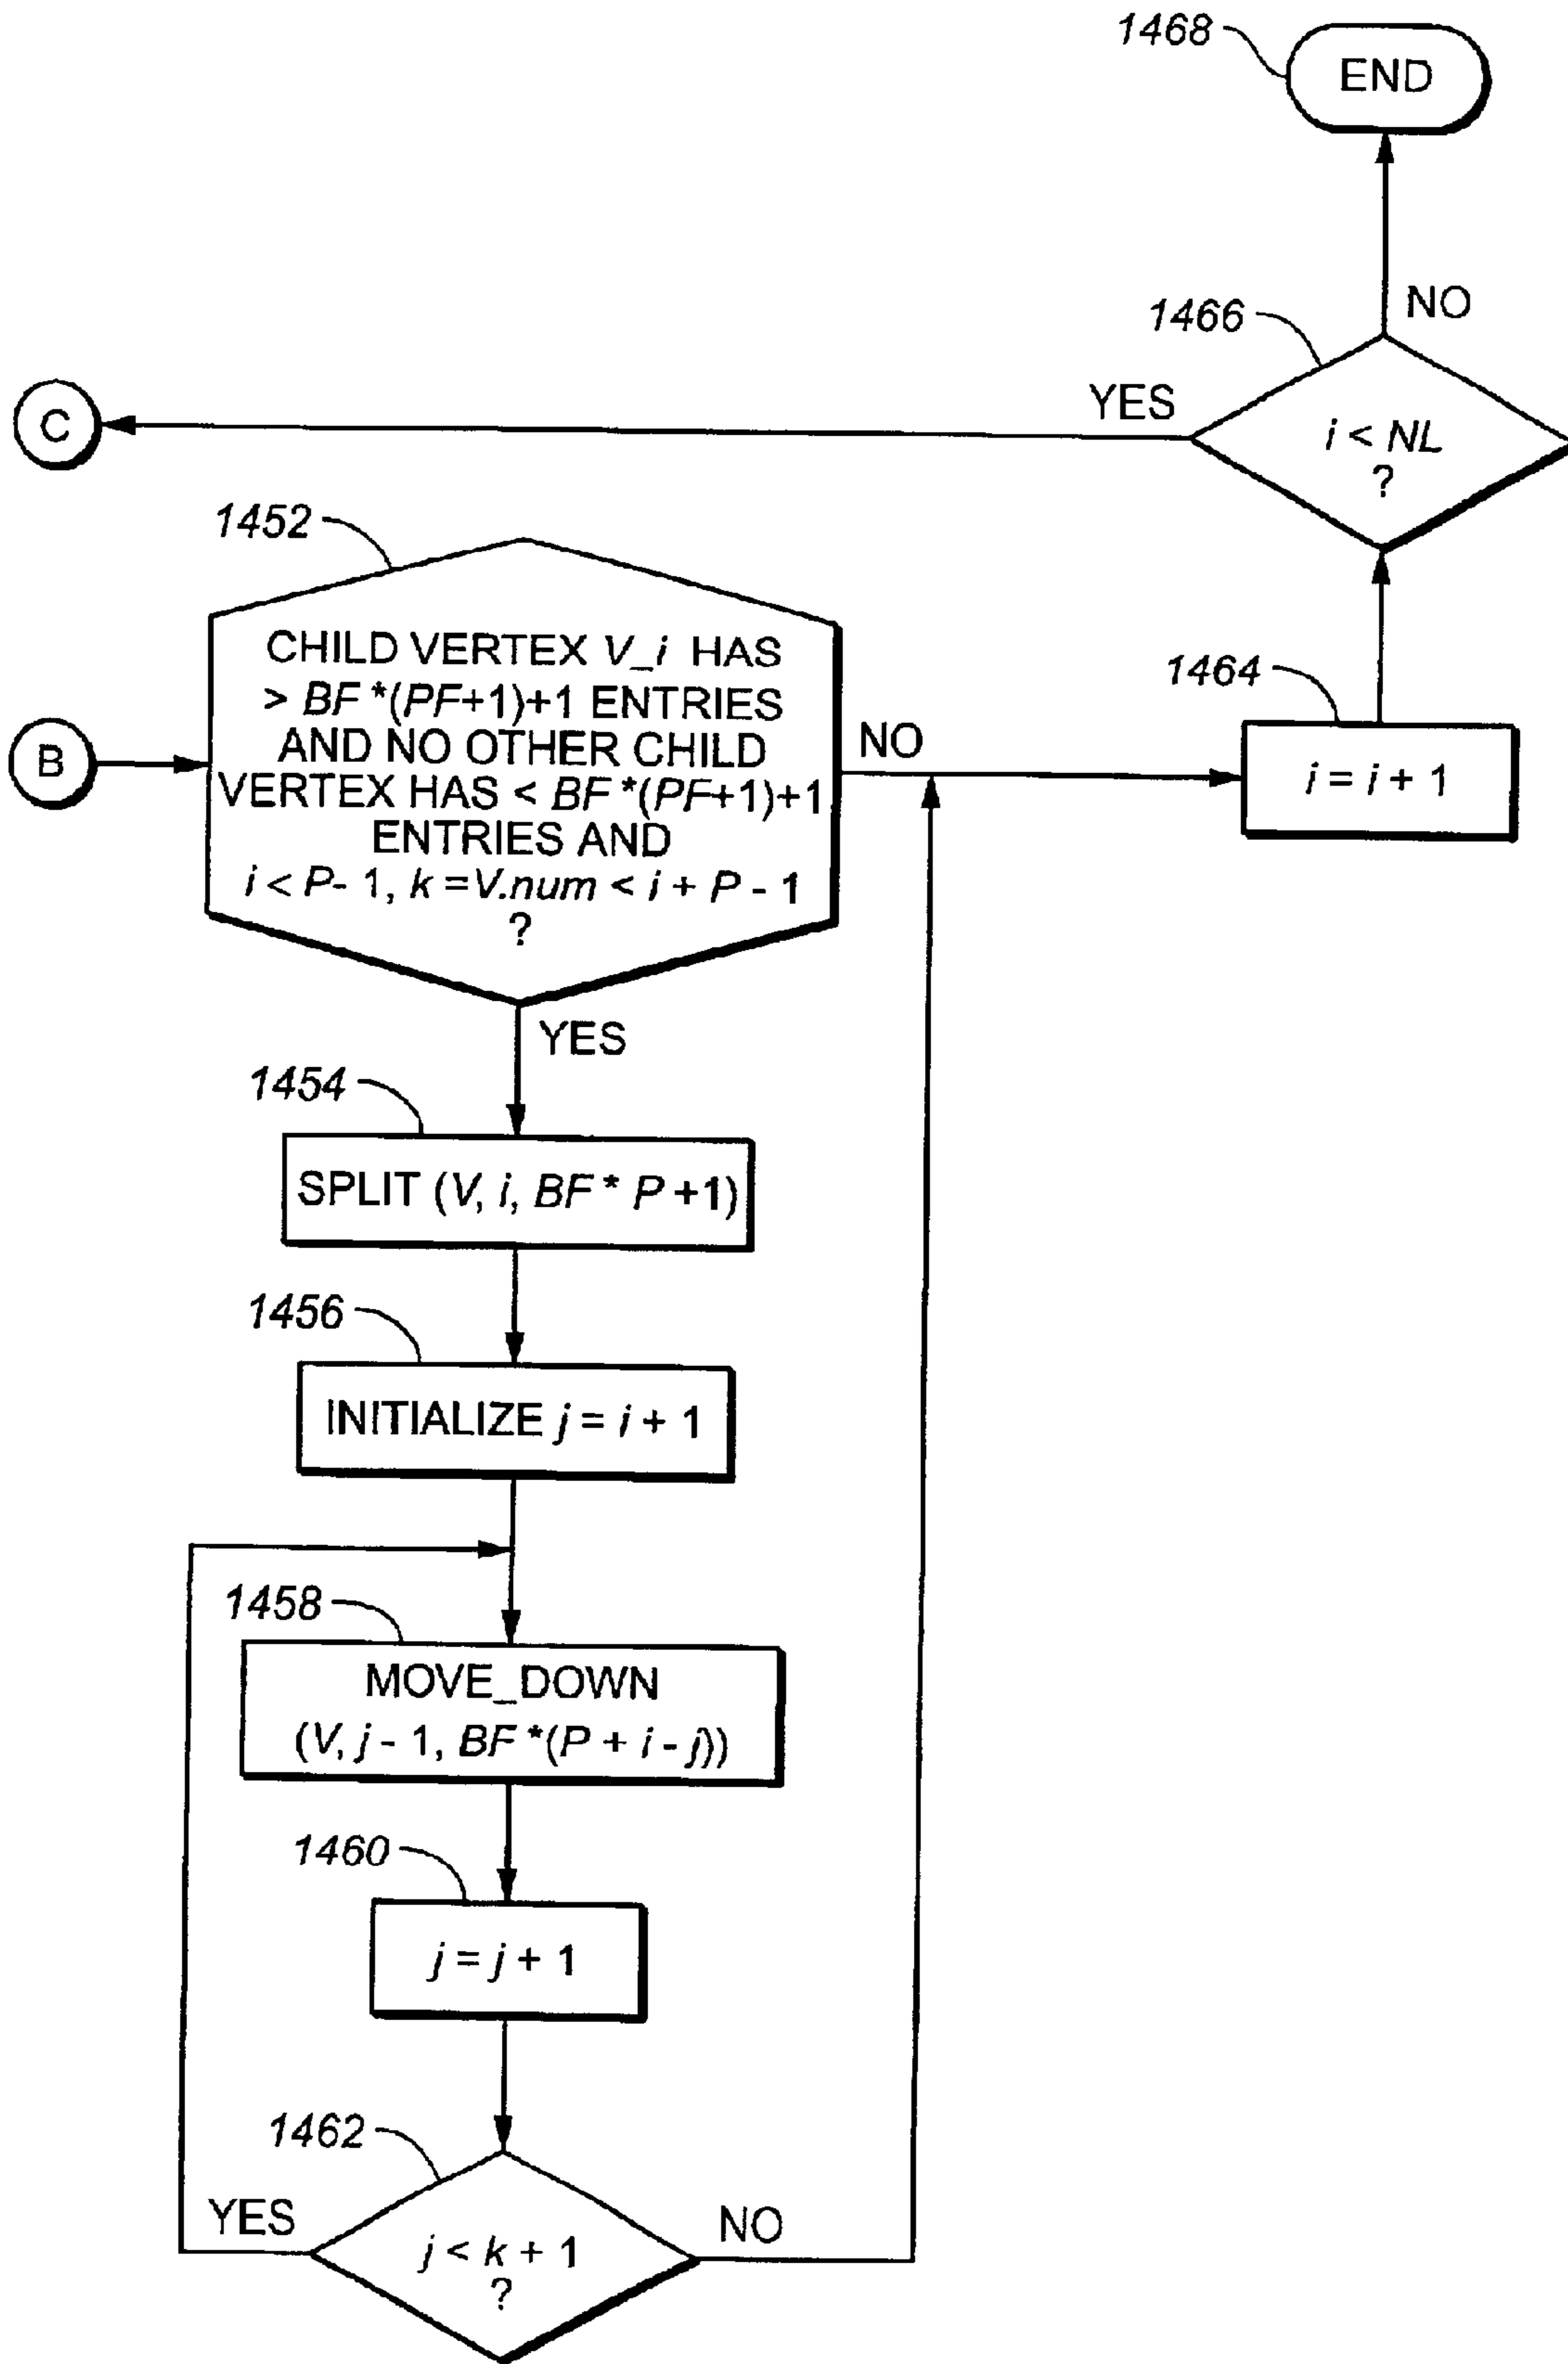 1468
END
NO
1466
YES
i < NL
?
C
1452
CHILD VERTEX V_i HAS
> BF*(PF+1)+1 ENTRIES
AND NO OTHER CHILD
VERTEX HAS < BF*(PF+1)+1
ENTRIES AND
i < P- 1, k =V.num < i + P - 1
?
B
NO
1464
i = i + 1
YES
1454
SPLIT (V, i, BF* P +1)
1456
INITIALIZE j = i + 1
1458
MOVE_DOWN
(V, j - 1, BF*(P + i - j))
1460
j = j + 1
1462
YES
NO
j < k + 1
?